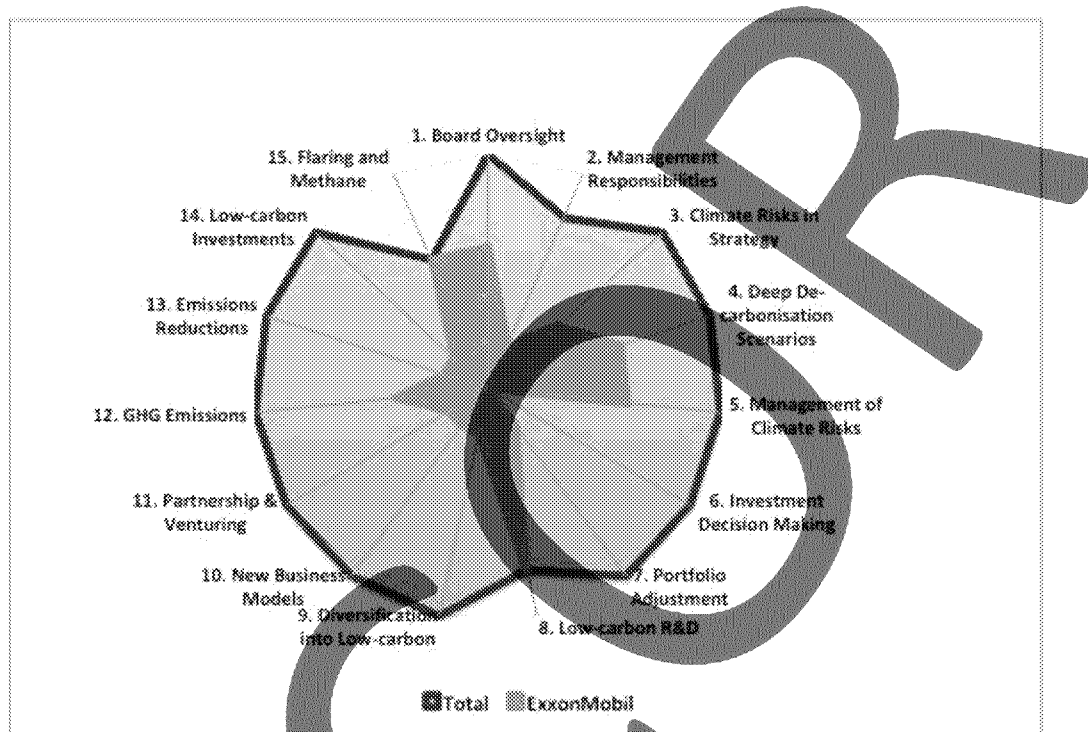 1. Board Oversight
2. Management
Responsibilities
3. Climate Risks in
Strategy
4. Deep De-
carbonisation
Scenarios
5. Management of
Climate Risks
6. Investment
Decision Making
7. Portfolio
Adjustment
8. Low-carbon R&D
9. Diversification
into Low-carbon
10. New Business
Models
11. Partnership &
Venturing
12. GHG Emissions
13. Emissions
Reductions
14. Low-carbon
Investments
15. Flaring and
Methane
Total ExxonMobil